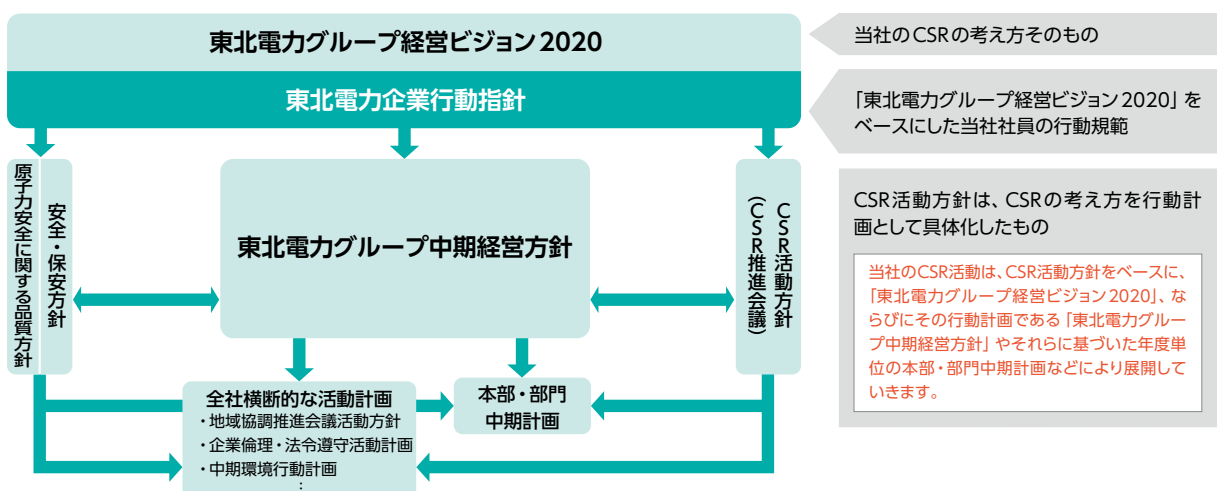 東北電力グループ経営ビジョン2020
東北電力企業行動指針
安全・保安方針
原子力安全に関する品質方針
東北電力グループ中期経営方針
CSR活動方針
(CSR推進会議)
全社横断的な活動計画
・地域協調推進会議活動方針
・企業倫理・法令遵守活動計画
・中期環境行動計画
:
本部・部門
中期計画
当社のCSRの考え方そのもの
「東北電力グループ経営ビジョン2020」を
ベースにした当社社員の行動規範
CSR活動方針は、CSRの考え方を行動計
画として具体化したもの
当社のCSR活動は、CSR活動方針をベースに、
「東北電力グループ経営ビジョン2020」、な
らびにその行動計画である「東北電力グルー
プ中期経営方針」やそれらに基づいた年度単
位の本部・部門中期計画などにより展開して
いきます。